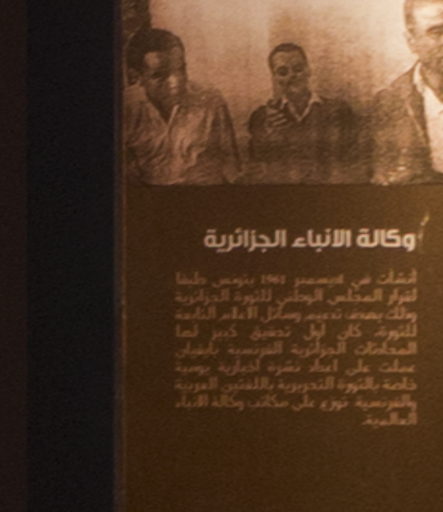 وكالة الانباء الجزائرية
أنشأت في ديسمبر 1961 بتونس طبقا
لقرار المجلس الوطني للثورة الجزائرية
وذلك بهدف تدعيم وسائل الاعلام التابعة
للثورة. كان أول تحقيق كبير لها
المحادثات الجزائرية الفرنسية بايفيان
عملت على اعداد نشرة اخبارية يومية
خاصة بالثورة التحريرية باللغتين العربية
والفرنسية توزع على مكاتب وكالة الانباء
العالمية.